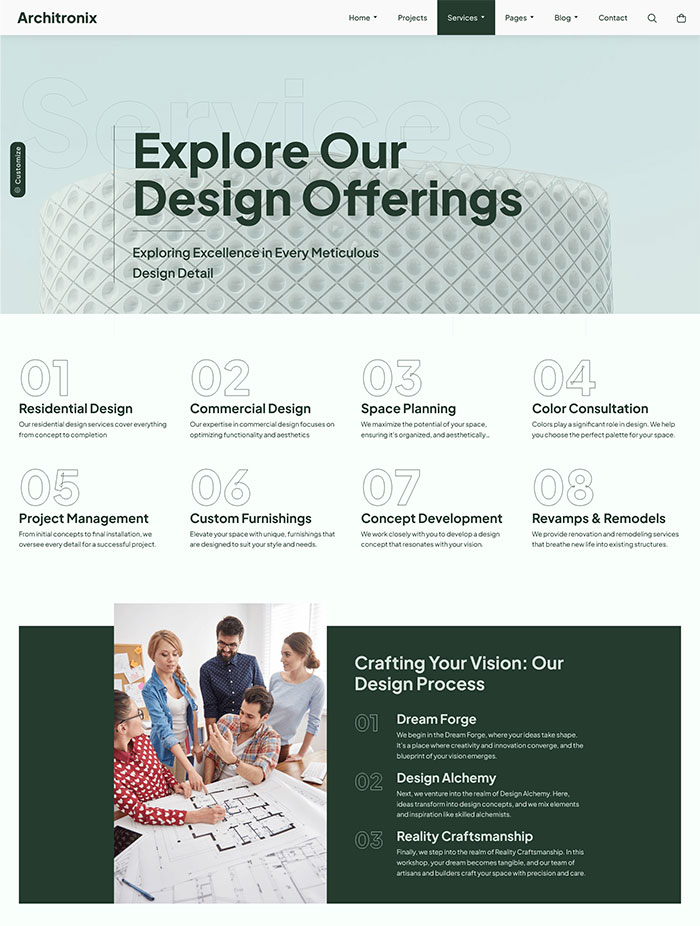 Architronix
Home
Projects
Services
Pages
Blog
Contact
Services
Customize
Explore Our
Design Offerings
Exploring Excellence in Every Meticulous
Design Detail
01
Residential Design
Our residential design services cover everything
from concept to completion
02
Commercial Design
Our expertise in commercial design focuses on
optimizing functionality and aesthetics
03
Space Planning
We maximize the potential of your space,
ensuring it's organized, and aesthetically...
04
Color Consultation
Colors play a significant role in design. We help
you choose the perfect palette for your space.
05
Project Management
From initial concepts to final installation, we
oversee every detail for a successful project.
06
Custom Furnishings
Elevate your space with unique, furnishings that
are designed to suit your style and needs.
07
Concept Development
We work closely with you to develop a design
concept that resonates with your vision.
08
Revamps & Remodels
We provide renovation and remodeling services
that breathe new life into existing structures.
Crafting Your Vision: Our
Design Process
01
Dream Forge
We begin in the Dream Forge, where your ideas take shape.
It's a place where creativity and innovation converge, and the
blueprint of your vision emerges.
02
Design Alchemy
Next, we venture into the realm of Design Alchemy. Here,
ideas transform into design concepts, and we mix elements
and inspiration like skilled alchemists.
03
Reality Craftsmanship
Finally, we step into the realm of Reality Craftsmanship. In this
workshop, your dream becomes tangible, and our team of
artisans and builders craft your space with precision and care.